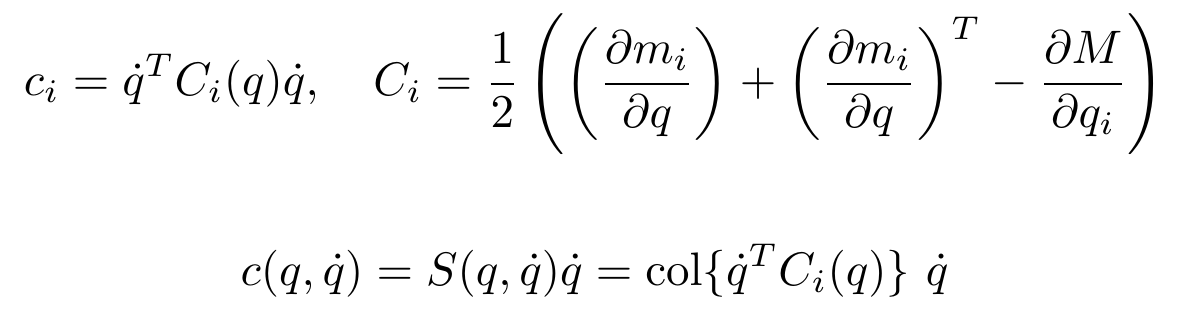 $c_i = \dot{q}^T C_i(q)\dot{q}, \quad C_i = \frac{1}{2}\left(\left(\frac{\partial m_i}{\partial q}\right) + \left(\frac{\partial m_i}{\partial q}\right)^T - \frac{\partial M}{\partial q_i}\right)$
$c(q, \dot{q}) = S(q, \dot{q})\dot{q} = \mathrm{col}\{\dot{q}^T C_i(q)\}\ \dot{q}$